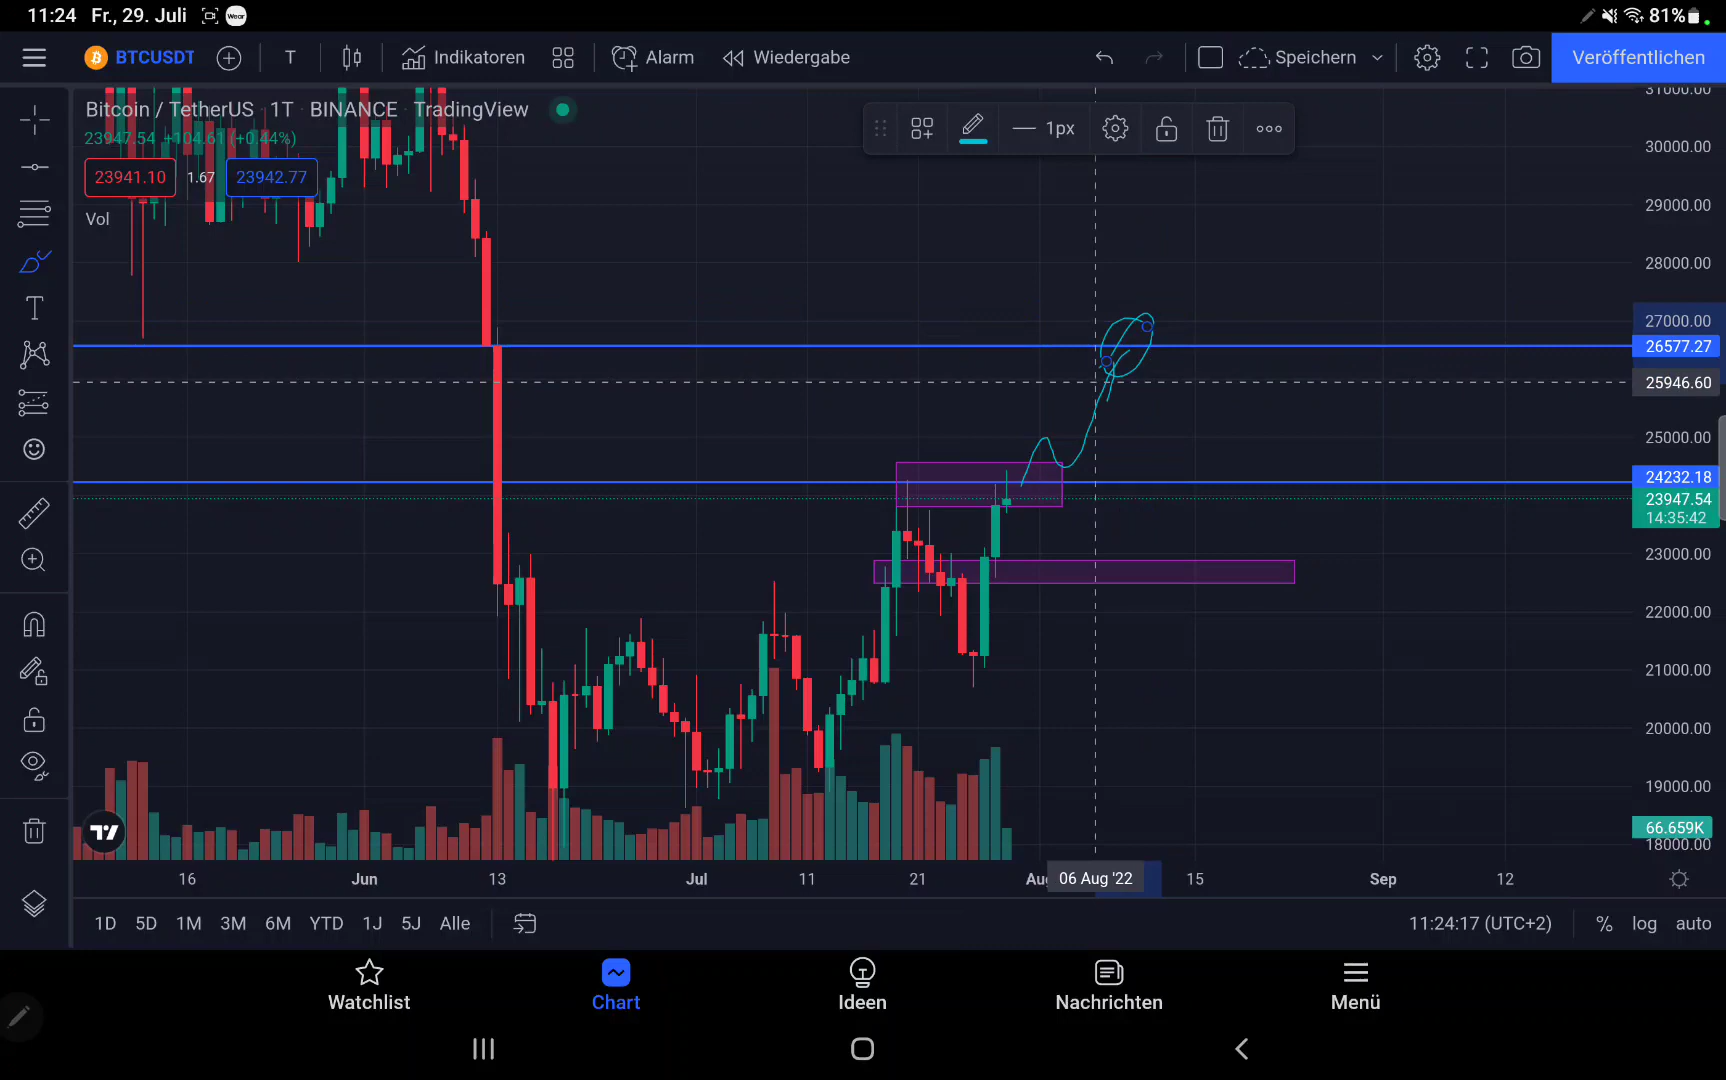 11:24 Fr., 29. Juli Wear 81%
BTCUSDT T Indikatoren Alarm Wiedergabe Speichern Veröffentlichen
Bitcoin / TetherUS · 1T · BINANCE · TradingView
23947.54 +104.61 (+0.44%)
23941.10 1.67 23942.77
Vol
1px
31000.00
30000.00
29000.00
28000.00
27000.00
26577.27
25946.60
25000.00
24232.18
23947.54
14:35:42
23000.00
22000.00
21000.00
20000.00
19000.00
66.659K
18000.00
16 Jun 13 Jul 11 21 Aug 06 Aug '22 15 Sep 12
1D 5D 1M 3M 6M YTD 1J 5J Alle 11:24:17 (UTC+2) % log auto
Watchlist Chart Ideen Nachrichten Menü